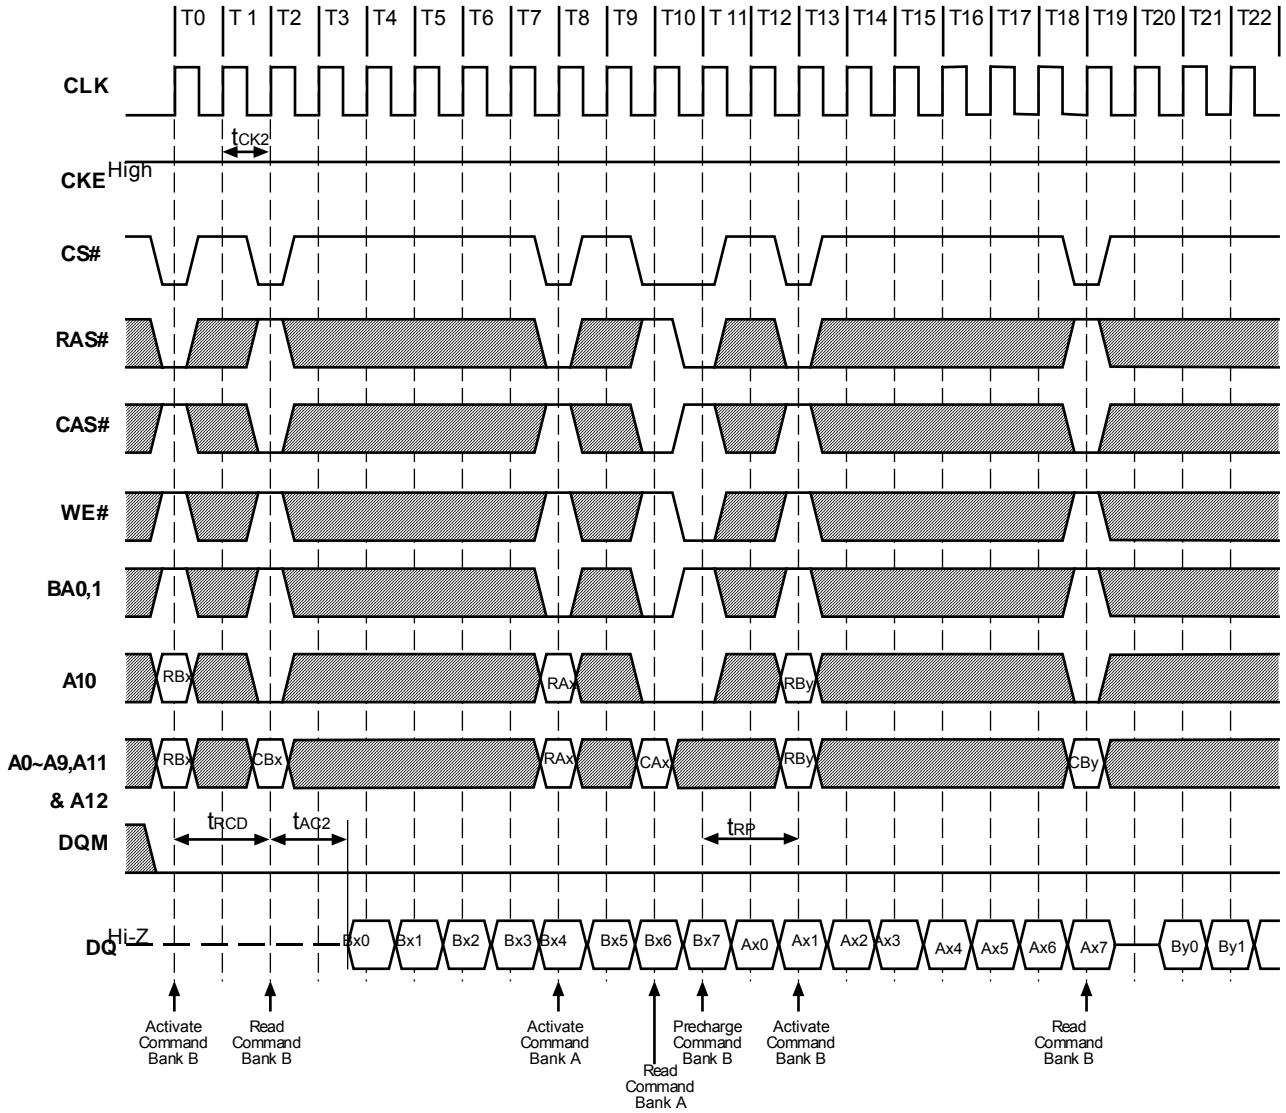 T0 T 1 T2 T3 T4 T5 T6 T7 T8 T9 T10 T 11 T12 T13 T14 T15 T16 T17 T18 T19 T20 T21 T22
CLK
tCK2
CKE High
CS#
RAS#
CAS#
WE#
BA0,1
A10 RBx RAx RBy
A0~A9,A11 RBx CBx RAx CAx RBy CBy
& A12
tRCD tAC2 tRP
DQM
DQ Hi-Z Bx0 Bx1 Bx2 Bx3 Bx4 Bx5 Bx6 Bx7 Ax0 Ax1 Ax2 Ax3 Ax4 Ax5 Ax6 Ax7 By0 By1
Activate
Command
Bank B
Read
Command
Bank B
Activate
Command
Bank A
Read
Command
Bank A
Precharge
Command
Bank B
Activate
Command
Bank B
Read
Command
Bank B